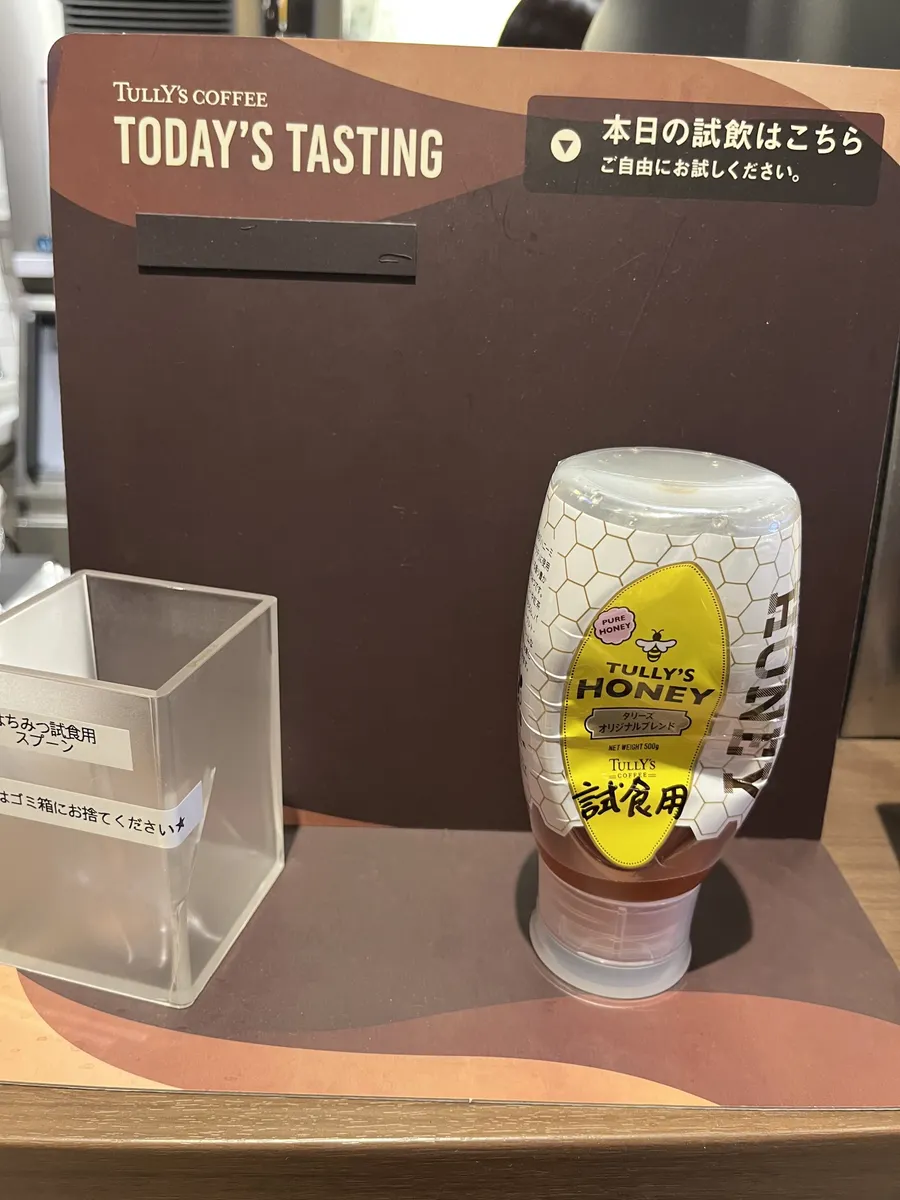 TULLY'S COFFEE
TODAY'S TASTING
本日の試飲はこちら
ご自由にお試しください。
はちみつ試食用
スプーン
はゴミ箱にお捨てください★
PURE
HONEY
TULLY'S
HONEY
タリーズ
オリジナルブレンド
NET WEIGHT 500g
TULLY'S
COFFEE
試食用
HONEY